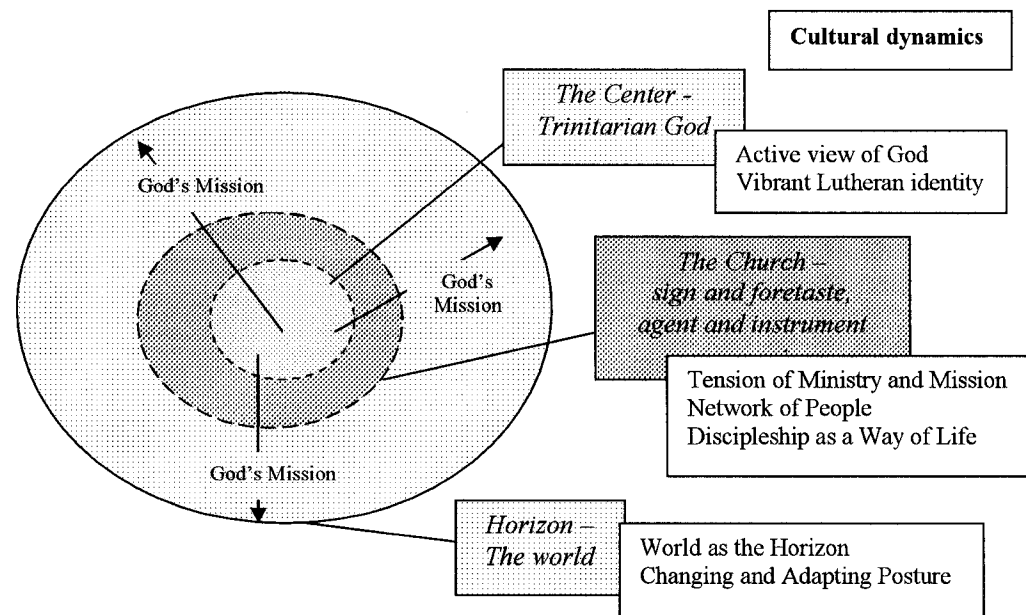 Cultural dynamics
The Center -
Trinitarian God
Active view of God
Vibrant Lutheran identity
God's Mission
God's
Mission
God's Mission
The Church –
sign and foretaste,
agent and instrument
Tension of Ministry and Mission
Network of People
Discipleship as a Way of Life
Horizon –
The world
World as the Horizon
Changing and Adapting Posture